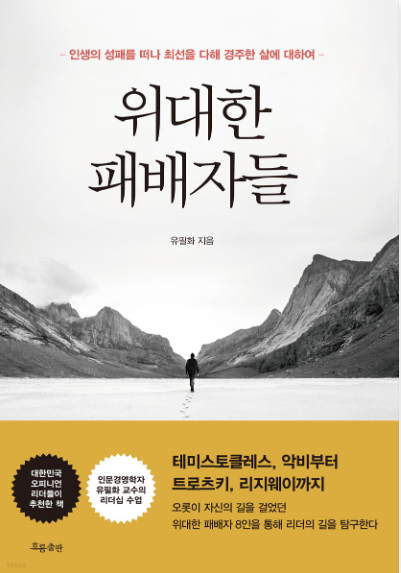 - 인생의 성패를 떠나 최선을 다해 경주한 삶에 대하여 -
위대한
패배자들
유필화 지음
대한민국
오피니언
리더들이
추천한 책
인문경영학자
유필화 교수의
리더십 수업
테미스토클레스, 악비부터
트로츠키, 리지웨이까지
오롯이 자신의 길을 걸었던
위대한 패배자 8인을 통해 리더의 길을 탐구한다
흐름출판